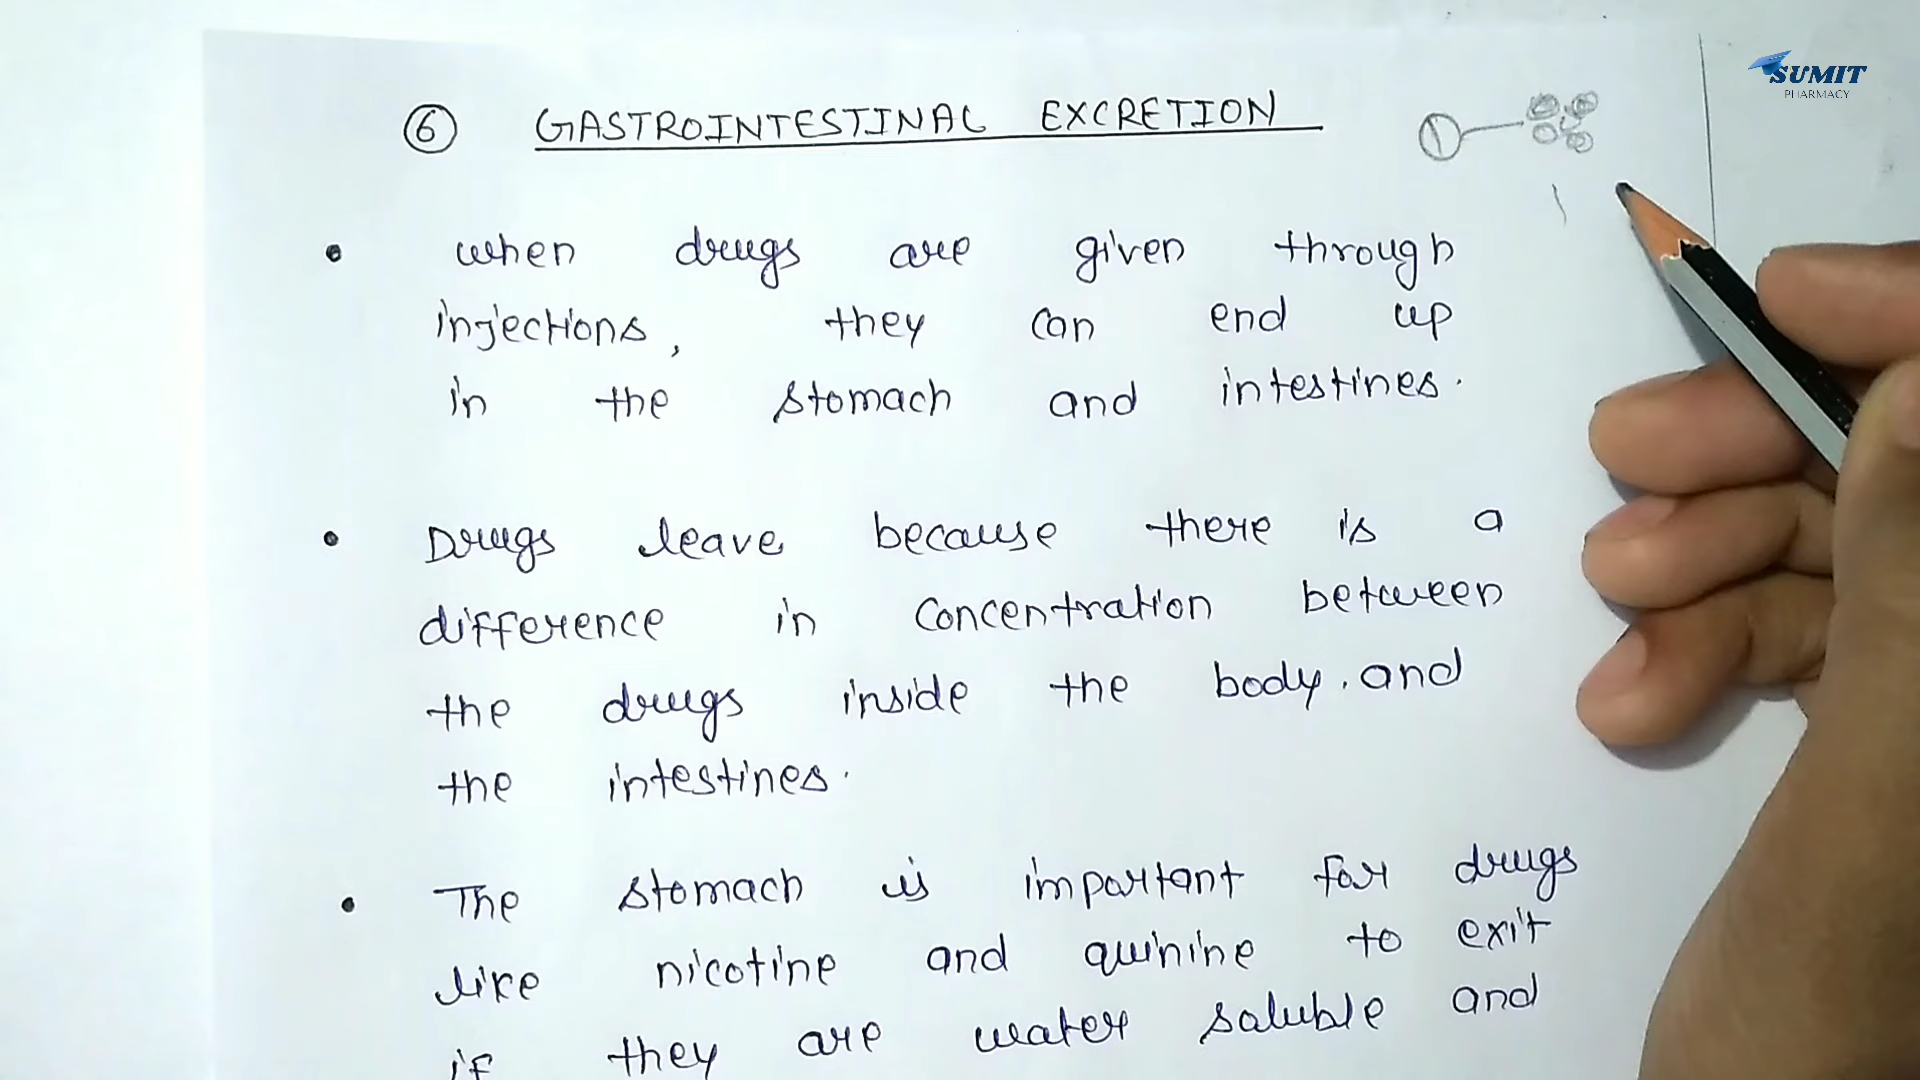 SUMIT
PHARMACY
6 GASTROINTESTINAL EXCRETION
• when drugs are given through
injections, they can end up
in the stomach and intestines.
• Drugs leave because there is a
difference in concentration between
the drugs inside the body. and
the intestines.
• The stomach is important for drugs
like nicotine and quinine to exit
if they are water soluble and